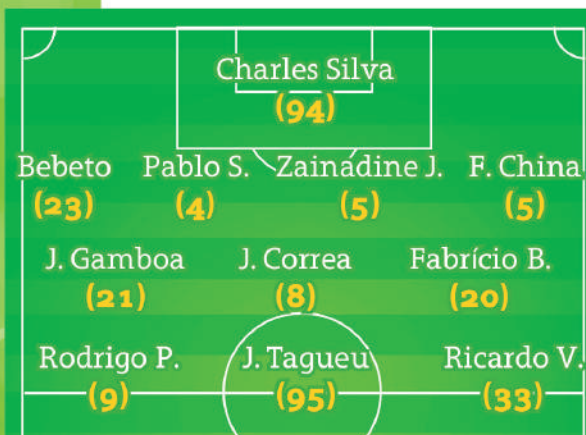 Charles Silva
(94)
Bebeto Pablo S. Zainadine J. F. China
(23) (4) (5) (5)
J. Gamboa J. Correa Fabrício B.
(21) (8) (20)
Rodrigo P. J. Tagueu Ricardo V.
(9) (95) (33)